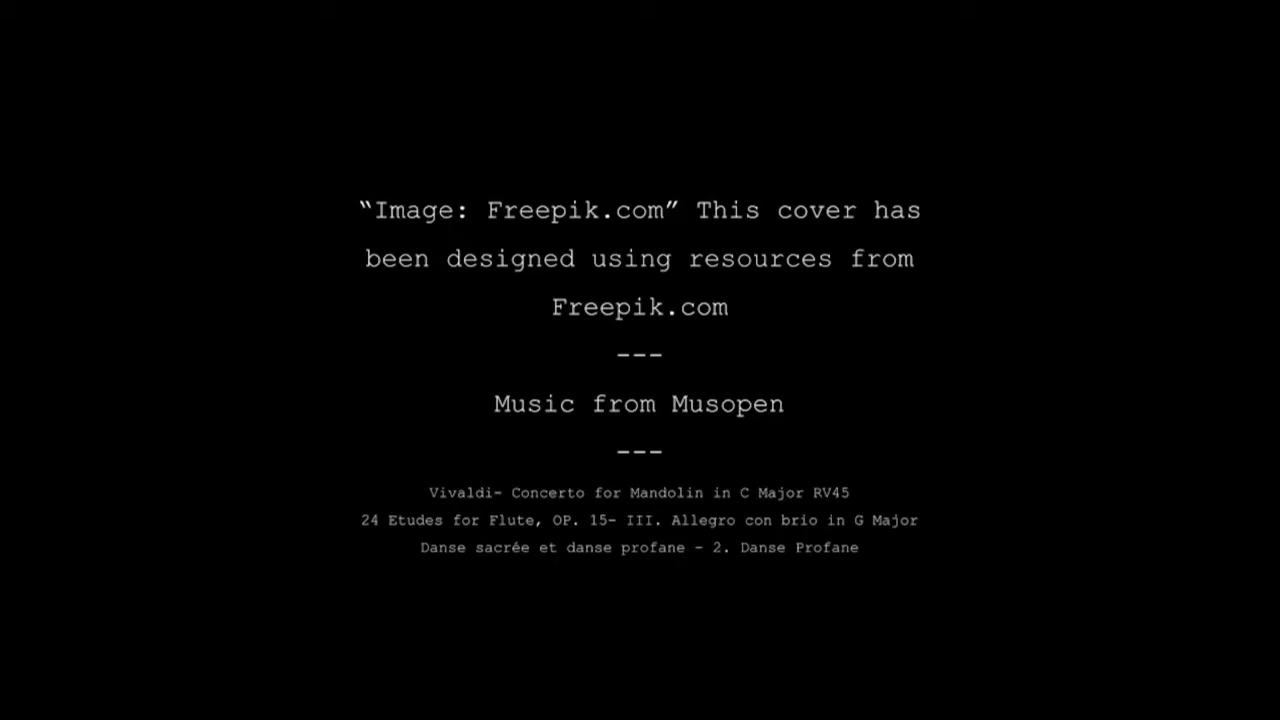 “Image: Freepik.com” This cover has
been designed using resources from
Freepik.com
---
Music from Musopen
---
Vivaldi- Concerto for Mandolin in C Major RV45
24 Etudes for Flute, OP. 15- III. Allegro con brio in G Major
Danse sacrée et danse profane - 2. Danse Profane